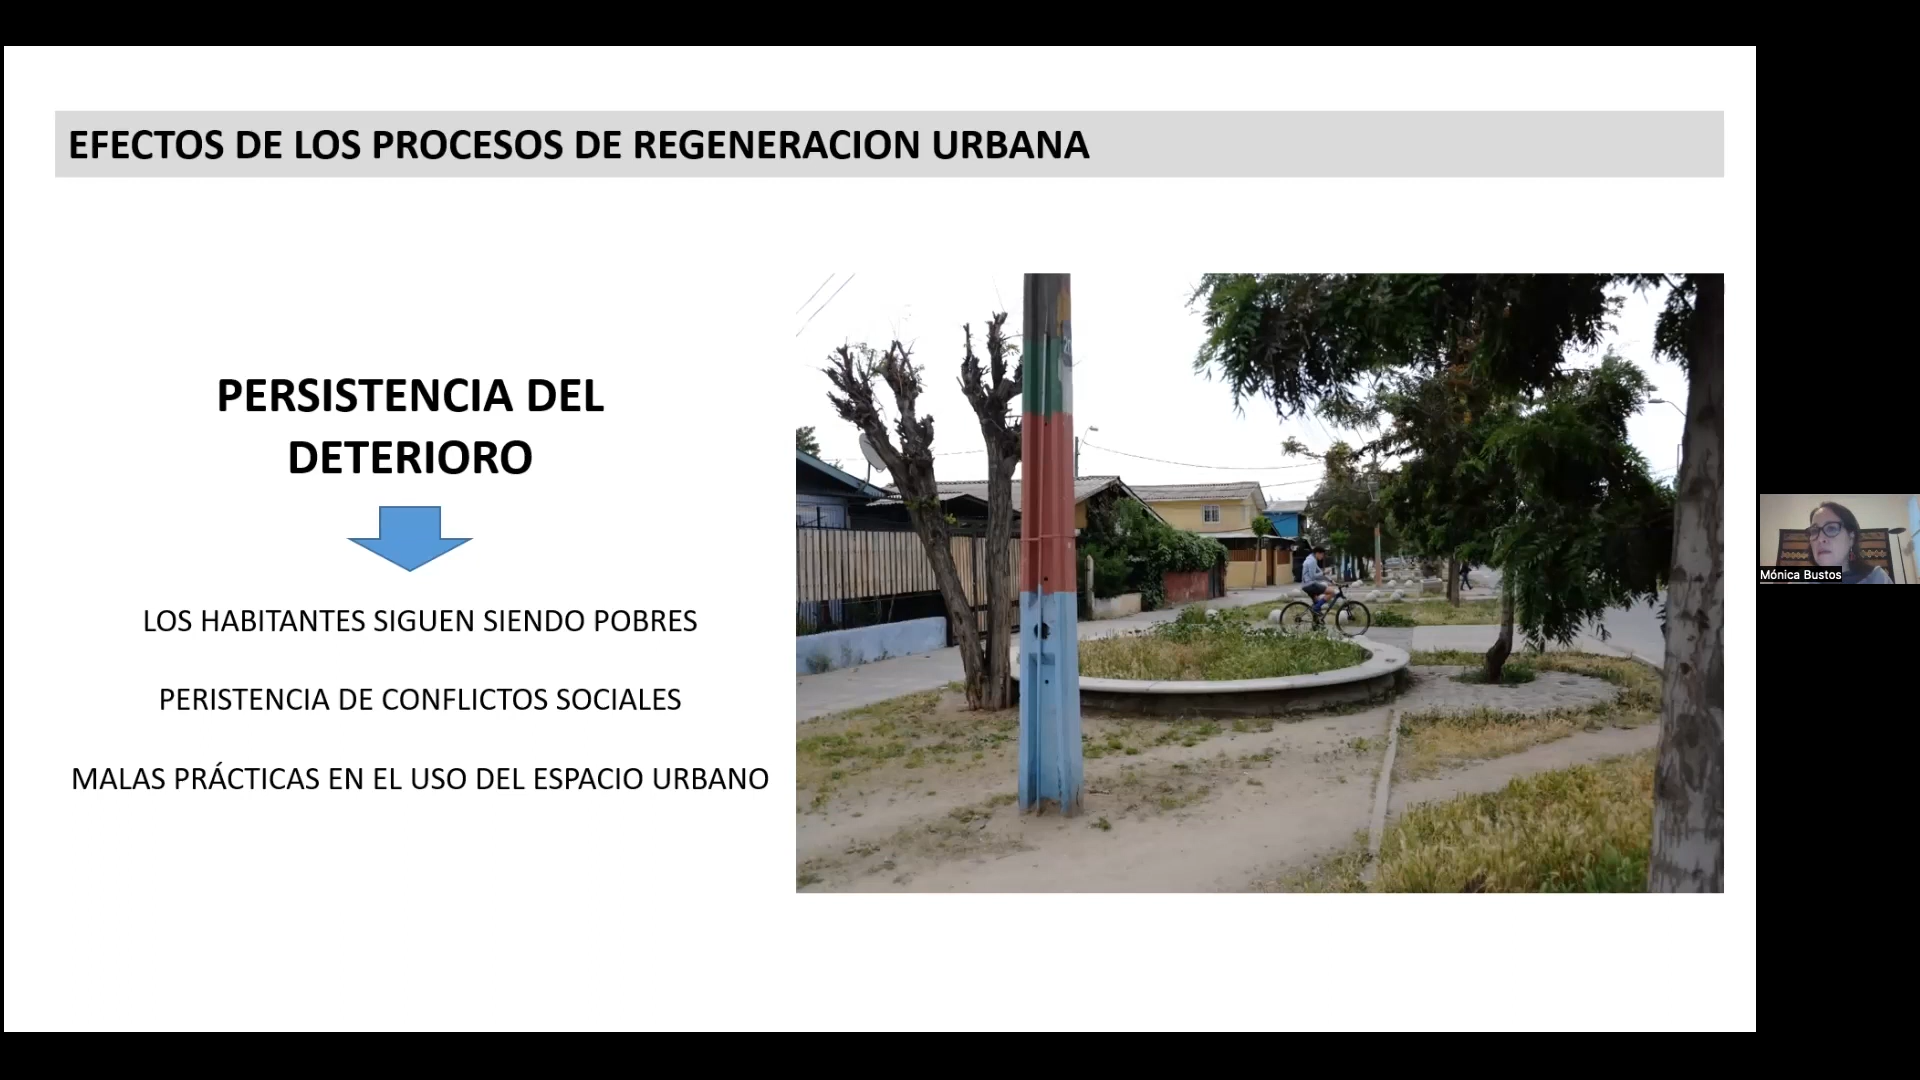 EFECTOS DE LOS PROCESOS DE REGENERACION URBANA
PERSISTENCIA DEL
DETERIORO
LOS HABITANTES SIGUEN SIENDO POBRES
PERISTENCIA DE CONFLICTOS SOCIALES
MALAS PRÁCTICAS EN EL USO DEL ESPACIO URBANO
Mónica Bustos